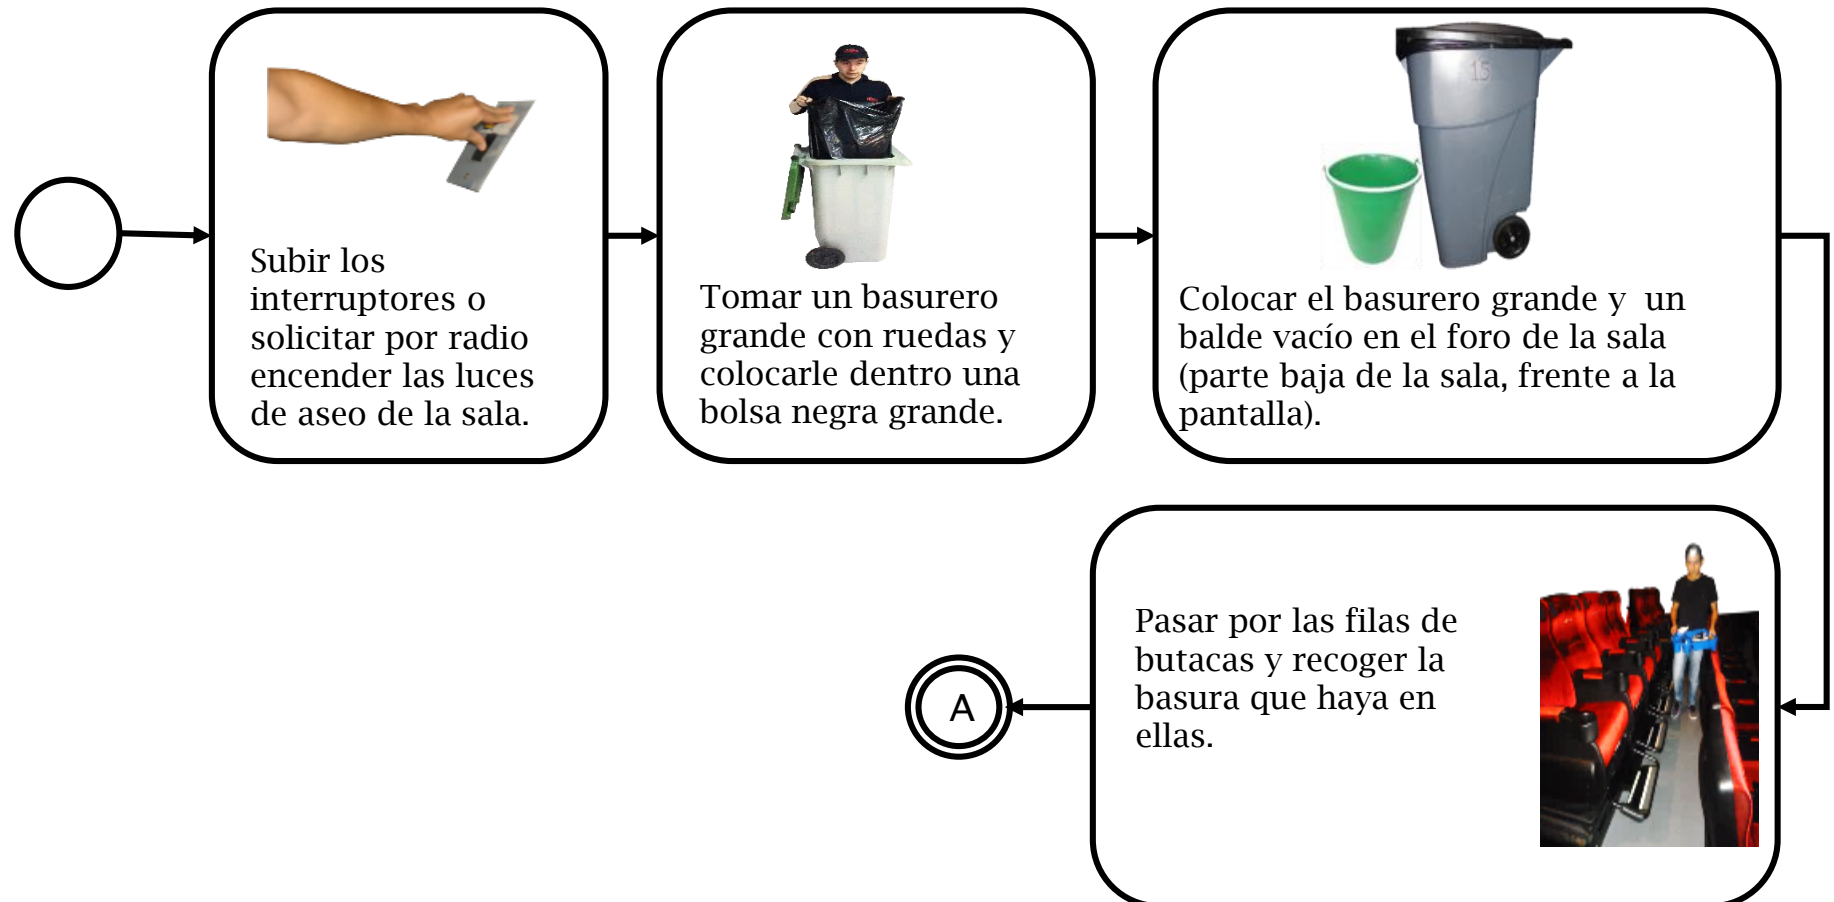 Subir los
interruptores o
solicitar por radio
encender las luces
de aseo de la sala.
Tomar un basurero
grande con ruedas y
colocarle dentro una
bolsa negra grande.
15
Colocar el basurero grande y  un
balde vacío en el foro de la sala
(parte baja de la sala, frente a la
pantalla).
Pasar por las filas de
butacas y recoger la
basura que haya en
ellas.
A